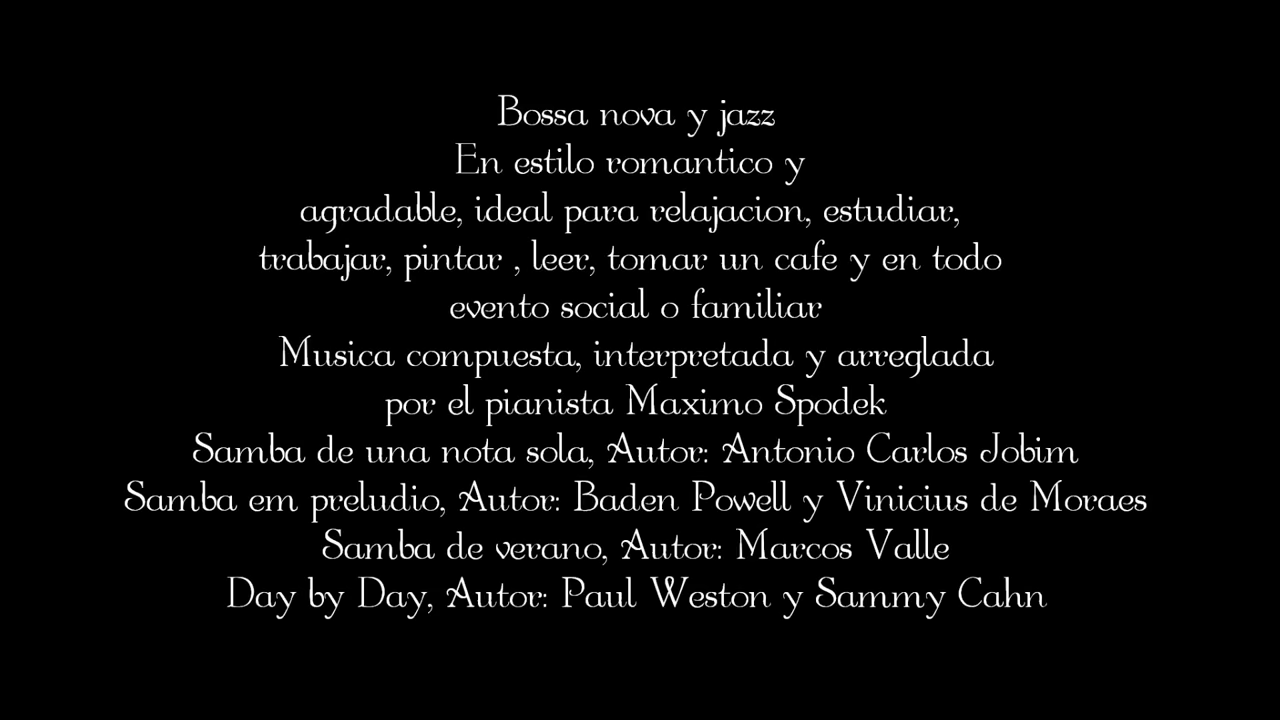 Bossa nova y jazz
En estilo romantico y
agradable, ideal para relajacion, estudiar,
trabajar, pintar , leer, tomar un cafe y en todo
evento social o familiar
Musica compuesta, interpretada y arreglada
por el pianista Maximo Spodek
Samba de una nota sola, Autor: Antonio Carlos Jobim
Samba em preludio, Autor: Baden Powell y Vinicius de Moraes
Samba de verano, Autor: Marcos Valle
Day by Day, Autor: Paul Weston y Sammy Cahn